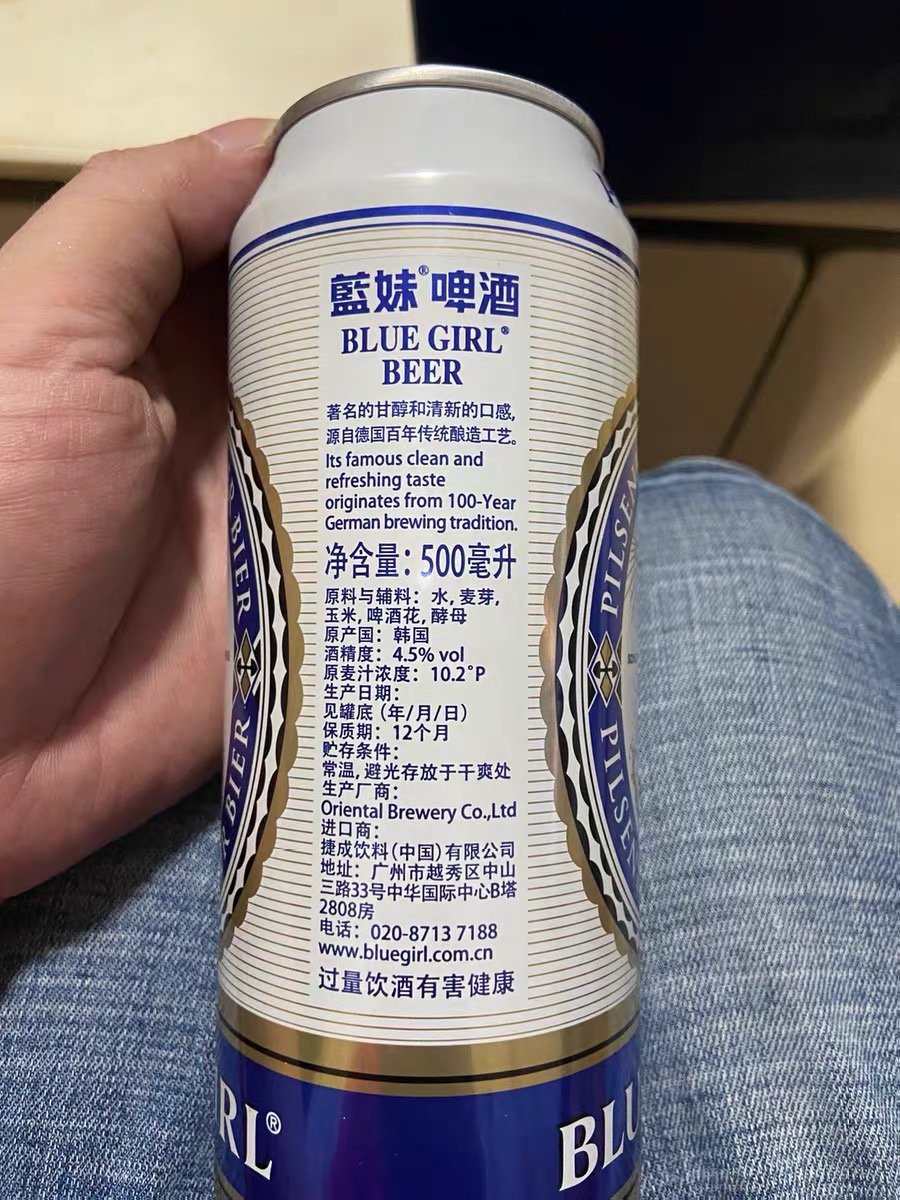 藍妹®啤酒
BLUE GIRL®
BEER
著名的甘醇和清新的口感,
源自德国百年传统酿造工艺。
Its famous clean and
refreshing taste
originates from 100-Year
German brewing tradition.
净含量：500毫升
原料与辅料：水, 麦芽,
玉米, 啤酒花, 酵母
原产国：韩国
酒精度：4.5% vol
原麦汁浓度：10.2°P
生产日期：
见罐底（年/月/日）
保质期：12个月
贮存条件：
常温, 避光存放于干爽处
生产厂商：
Oriental Brewery Co.,Ltd
进口商：
捷成饮料（中国）有限公司
地址：广州市越秀区中山
三路33号中华国际中心B塔
2808房
电话：020-8713 7188
www.bluegirl.com.cn
过量饮酒有害健康
BIER
BIER
PILSEN
PILSEN
RL®
BLU